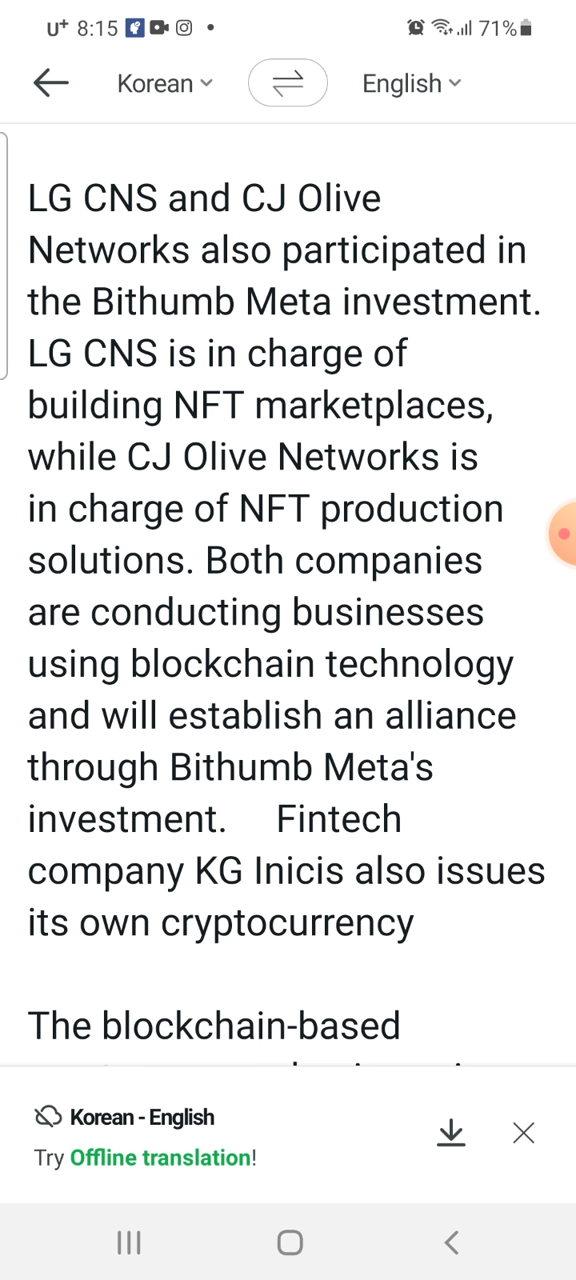 U+ 8:15 71%
Korean English
LG CNS and CJ Olive
Networks also participated in
the Bithumb Meta investment.
LG CNS is in charge of
building NFT marketplaces,
while CJ Olive Networks is
in charge of NFT production
solutions. Both companies
are conducting businesses
using blockchain technology
and will establish an alliance
through Bithumb Meta's
investment. Fintech
company KG Inicis also issues
its own cryptocurrency
The blockchain-based
Korean - English
Try Offline translation!